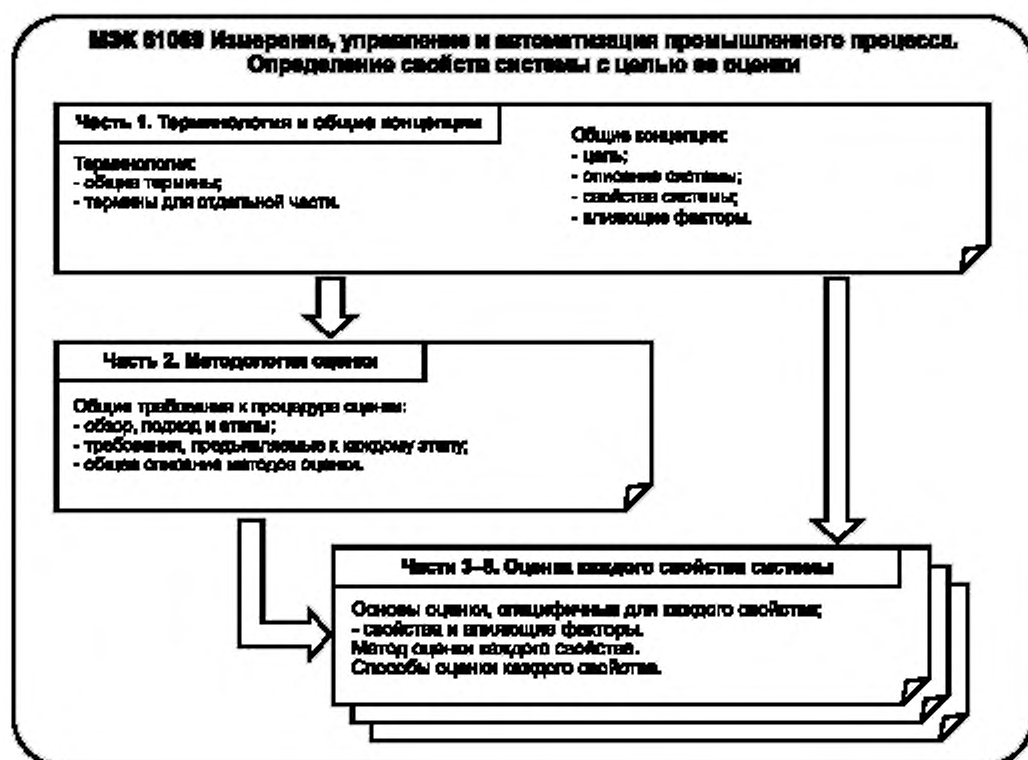 МЭК 61069 Измерение, управление и автоматизация промышленного процесса.
Определение свойств системы с целью ее оценки
Часть 1. Терминология и общие концепции
Терминология:
- общие термины;
- термины для отдельной части.
Общие концепции:
- цель;
- описание системы;
- свойства системы;
- влияющие факторы.
Часть 2. Методология оценки
Общие требования к процедуре оценки:
- обзор, подход и этапы;
- требования, предъявляемые к каждому этапу;
- общее описание методов оценки.
Части 3–8. Оценка каждого свойства системы
Основы оценки, специфичные для каждого свойства;
- свойства и влияющие факторы.
Метод оценки каждого свойства.
Способы оценки каждого свойства.